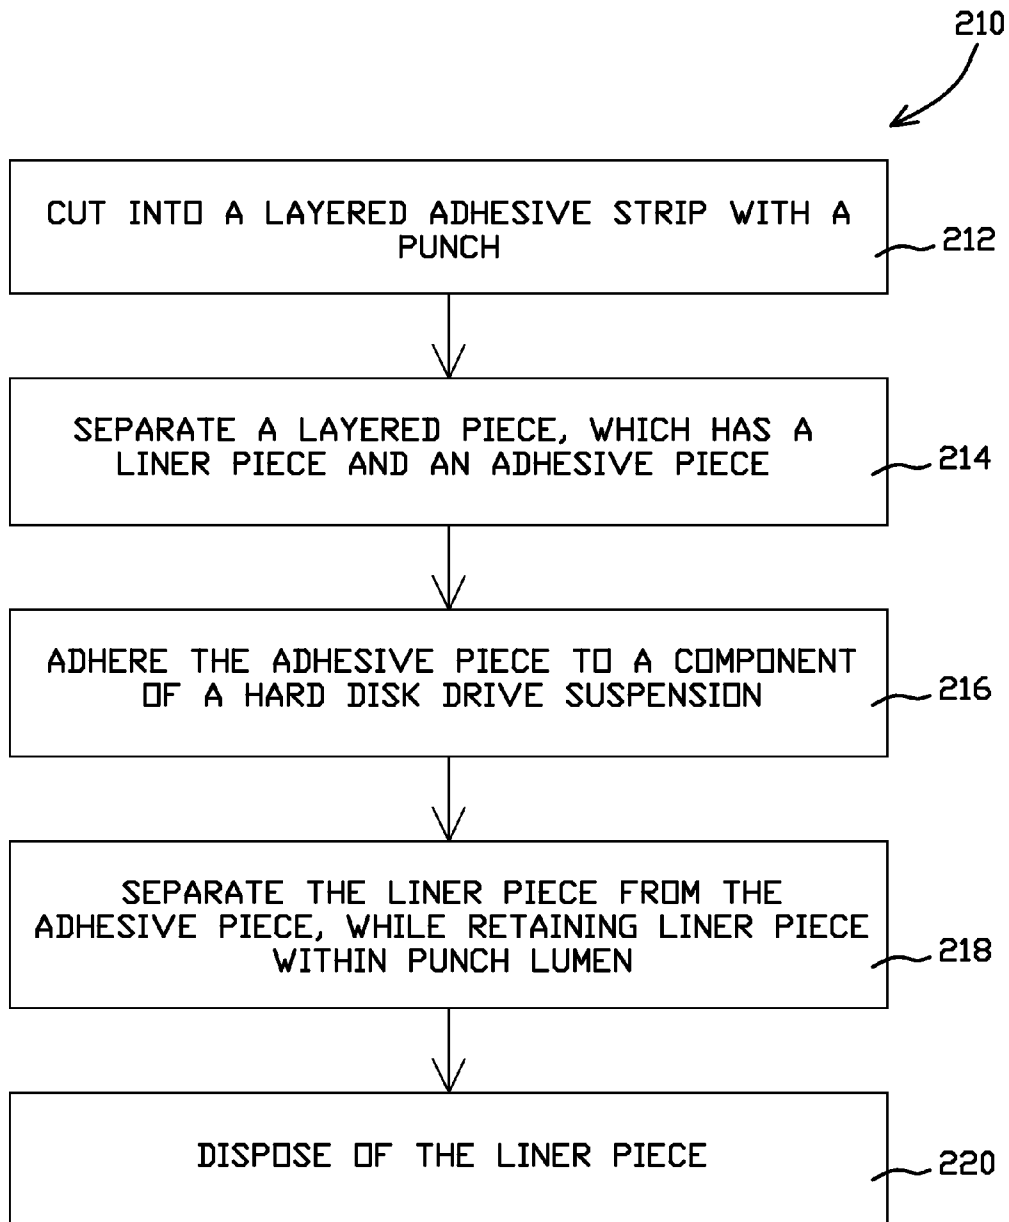 210
CUT INTO A LAYERED ADHESIVE STRIP WITH A
PUNCH
212
SEPARATE A LAYERED PIECE, WHICH HAS A
LINER PIECE AND AN ADHESIVE PIECE
214
ADHERE THE ADHESIVE PIECE TO A COMPONENT
OF A HARD DISK DRIVE SUSPENSION
216
SEPARATE THE LINER PIECE FROM THE
ADHESIVE PIECE, WHILE RETAINING LINER PIECE
WITHIN PUNCH LUMEN
218
DISPOSE OF THE LINER PIECE
220